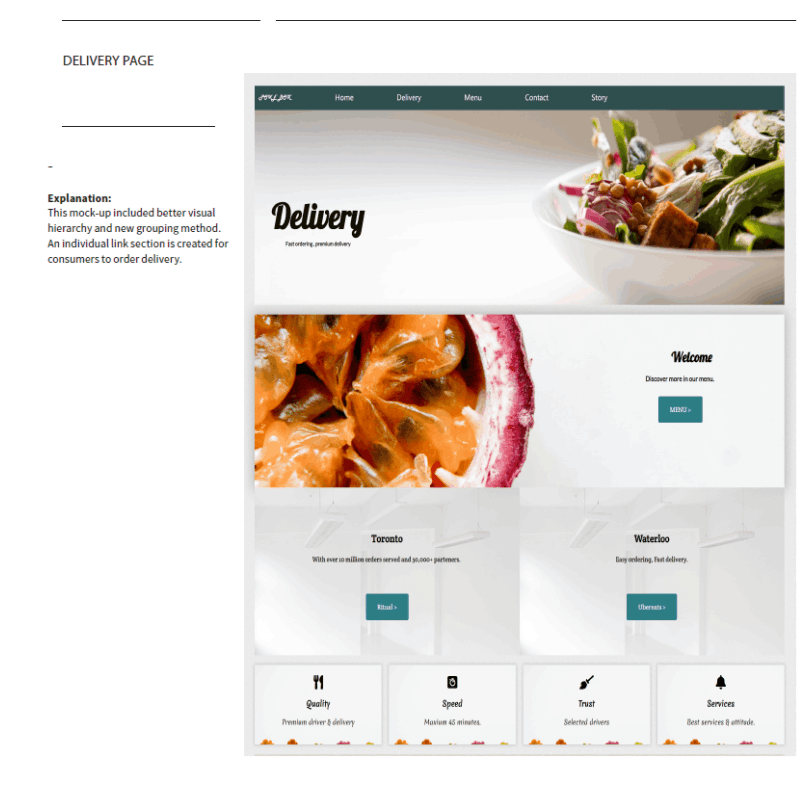 DELIVERY PAGE
-
Explanation:
This mock-up included better visual
hierarchy and new grouping method.
An individual link section is created for
consumers to order delivery.
Home Delivery Menu Contact Story
Delivery
Fast ordering, premium delivery
Welcome
Discover more in our menu.
MENU >
Toronto
With over 10 million orders served and 50,000+ partners.
Ritual >
Waterloo
Easy ordering, Fast delivery.
Ubereats >
Quality
Premium driver & delivery
Speed
Maxium 45 minutes.
Trust
Selected drivers
Services
Best services & attitude.